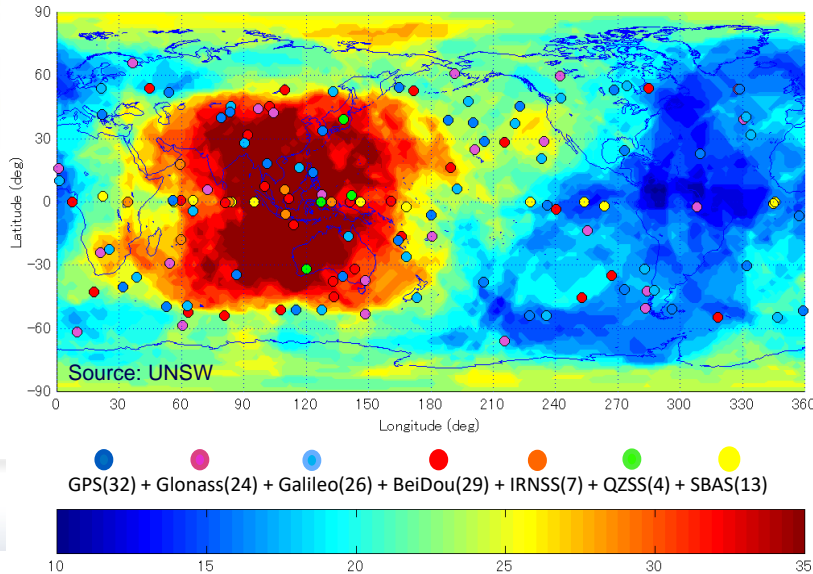 90
60
30
0
−30
−60
−90
Latitude (deg)
Source: UNSW
0 30 60 90 120 150 180 210 240 270 300 330 360
Longitude (deg)
GPS(32) + Glonass(24) + Galileo(26) + BeiDou(29) + IRNSS(7) + QZSS(4) + SBAS(13)
10 15 20 25 30 35